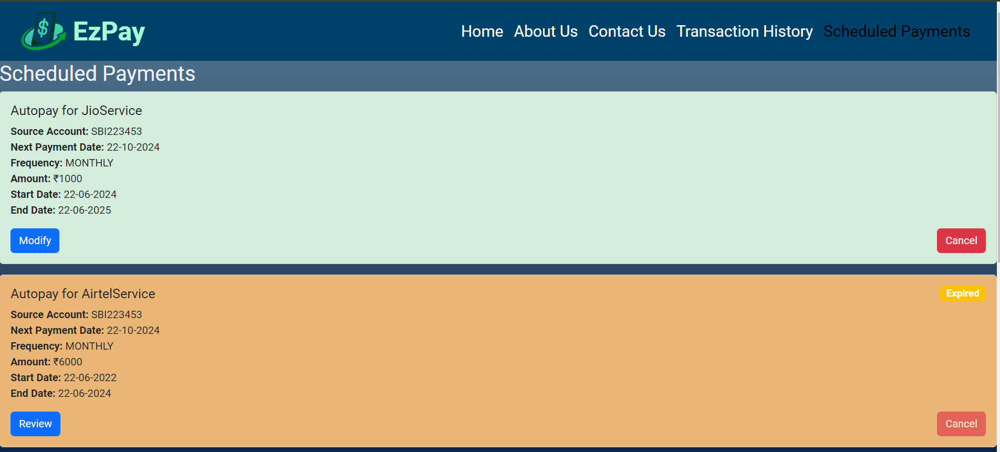 $ EzPay
Home About Us Contact Us Transaction History Scheduled Payments
Scheduled Payments
Autopay for JioService
Source Account: SBI223453
Next Payment Date: 22-10-2024
Frequency: MONTHLY
Amount: ₹1000
Start Date: 22-06-2024
End Date: 22-06-2025
Modify Cancel
Autopay for AirtelService Expired
Source Account: SBI223453
Next Payment Date: 22-10-2024
Frequency: MONTHLY
Amount: ₹6000
Start Date: 22-06-2022
End Date: 22-06-2024
Review Cancel